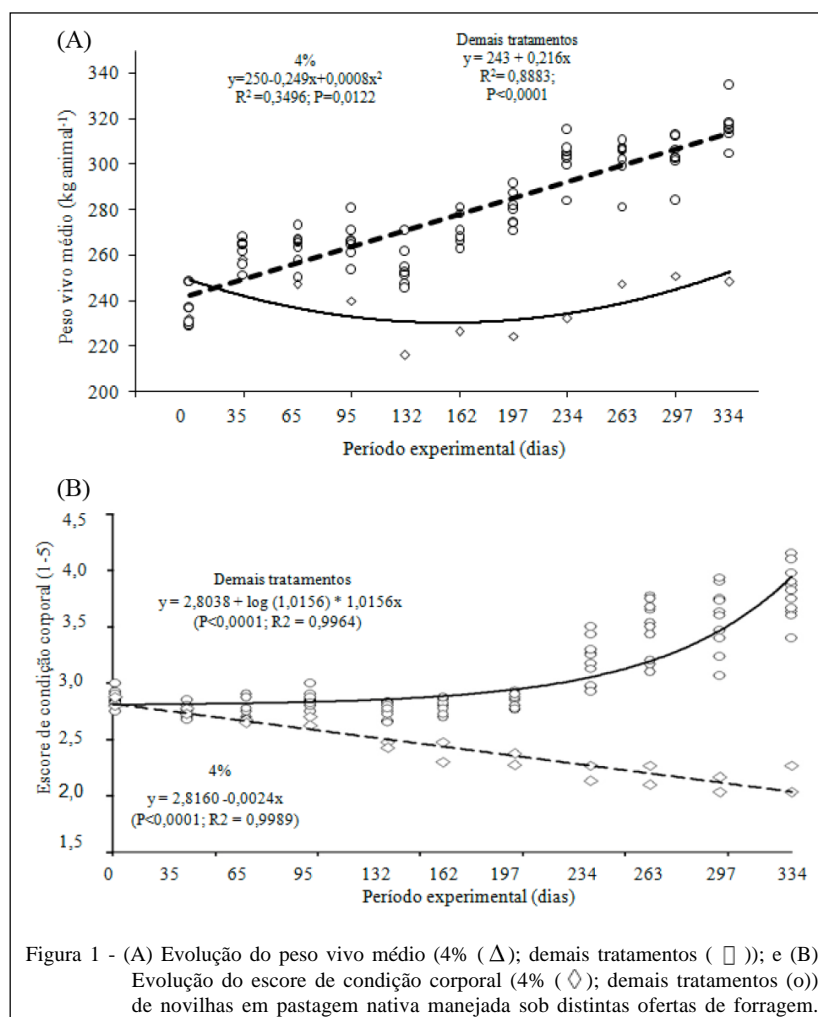 (A)
4%
y=250-0,249x+0,0008x²
R²=0,3496; P=0,0122
Demais tratamentos
y = 243 + 0,216x
R²= 0,8883;
P<0,0001
Peso vivo médio (kg animal⁻¹)
340
320
300
280
260
240
220
200
0 35 65 95 132 162 197 234 263 297 334
Período experimental (dias)
(B)
Escore de condição corporal (1-5)
4,5
4,0
3,5
3,0
2,5
2,0
1,5
Demais tratamentos
y = 2,8038 + log (1,0156) * 1,0156x
(P<0,0001; R2 = 0,9964)
4%
y = 2,8160 -0,0024x
(P<0,0001; R2 = 0,9989)
0 35 65 95 132 162 197 234 263 297 334
Período experimental (dias)
Figura 1 - (A) Evolução do peso vivo médio (4% ( Δ ); demais tratamentos ( ▯ )); e (B)
Evolução do escore de condição corporal (4% ( ◊ ); demais tratamentos (o))
de novilhas em pastagem nativa manejada sob distintas ofertas de forragem.